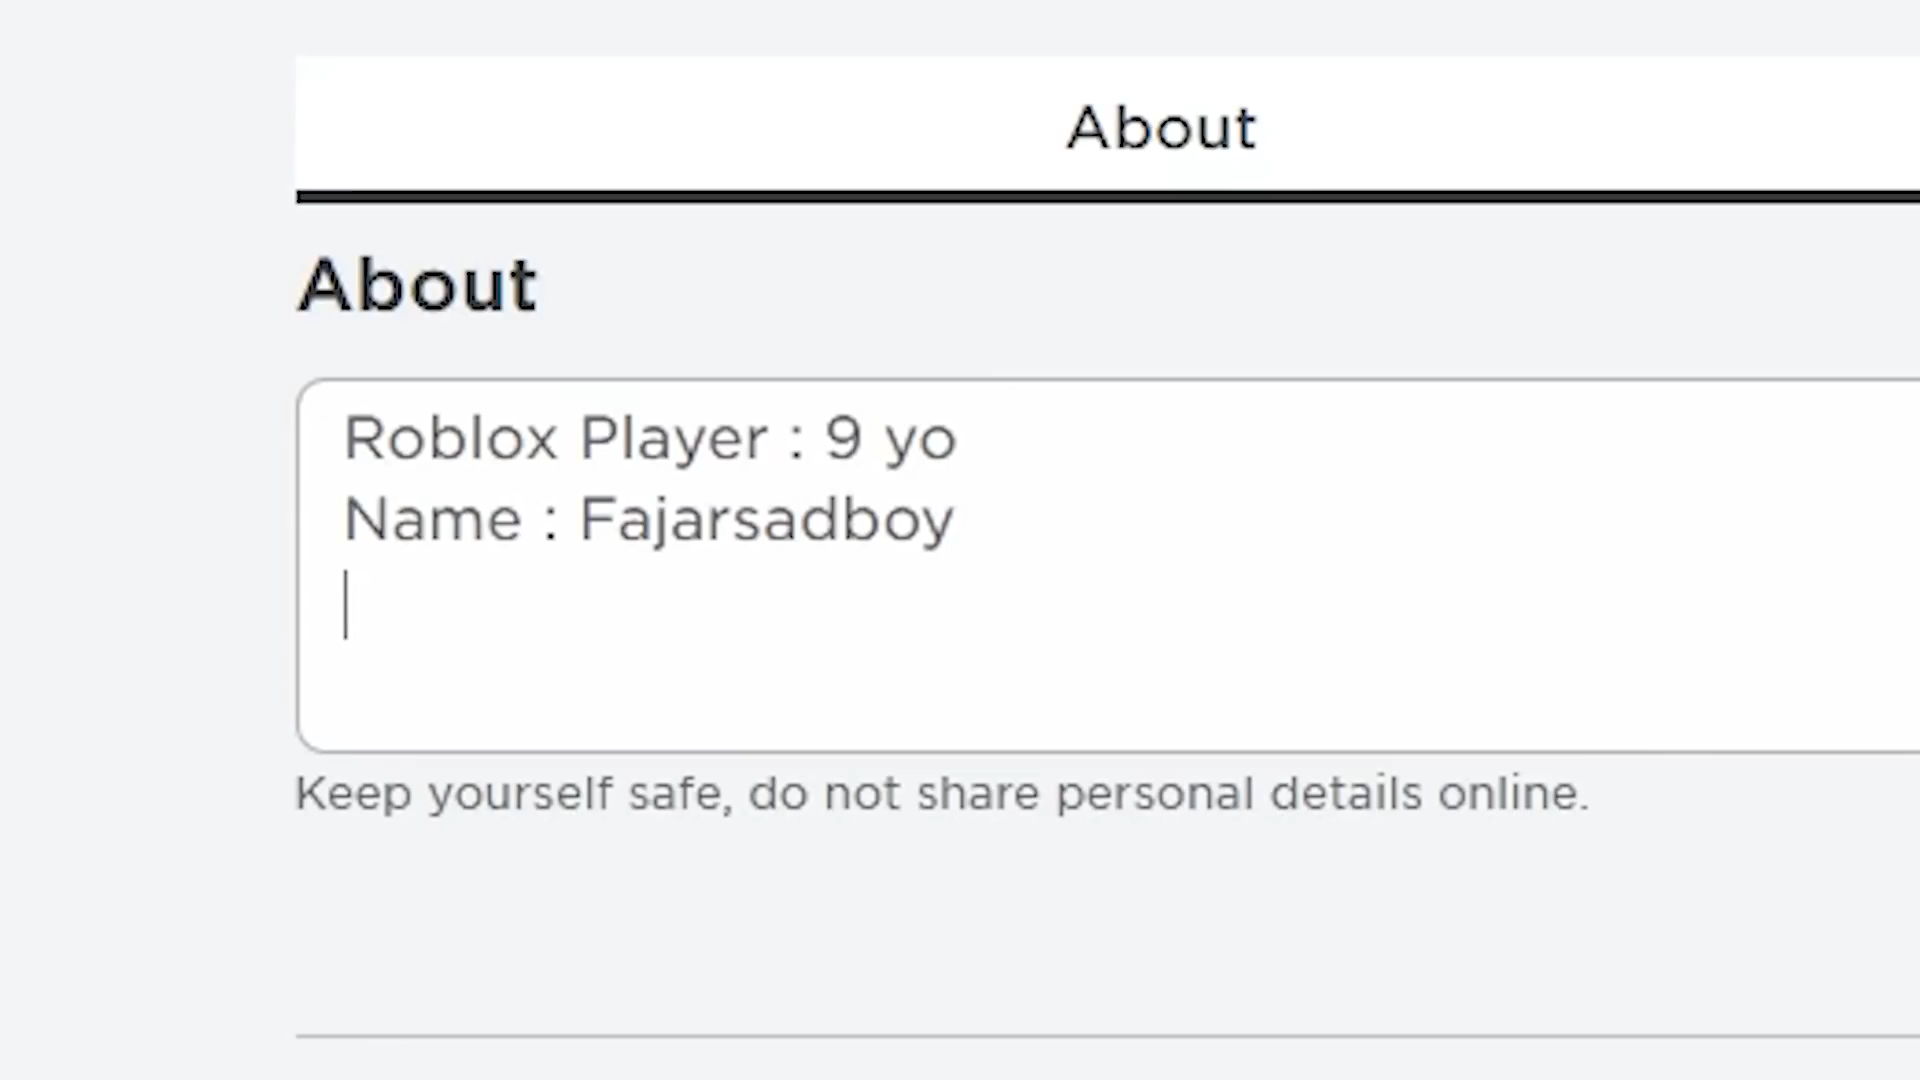 About
About
Roblox Player : 9 yo
Name : Fajarsadboy
Keep yourself safe, do not share personal details online.